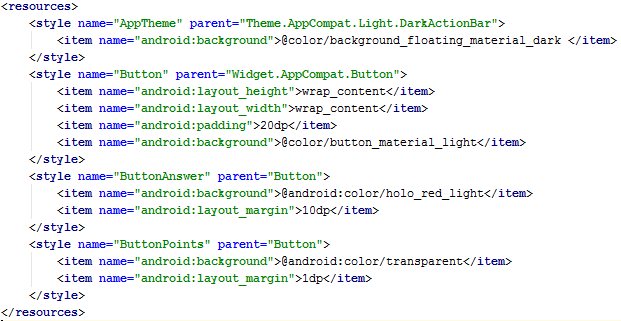 <resources>
    <style name="AppTheme" parent="Theme.AppCompat.Light.DarkActionBar">
        <item name="android:background">@color/background_floating_material_dark </item>
    </style>
    <style name="Button" parent="Widget.AppCompat.Button">
        <item name="android:layout_height">wrap_content</item>
        <item name="android:layout_width">wrap_content</item>
        <item name="android:padding">20dp</item>
        <item name="android:background">@color/button_material_light</item>
    </style>
    <style name="ButtonAnswer" parent="Button">
        <item name="android:background">@android:color/holo_red_light</item>
        <item name="android:layout_margin">10dp</item>
    </style>
    <style name="ButtonPoints" parent="Button">
        <item name="android:background">@android:color/transparent</item>
        <item name="android:layout_margin">1dp</item>
    </style>
</resources>